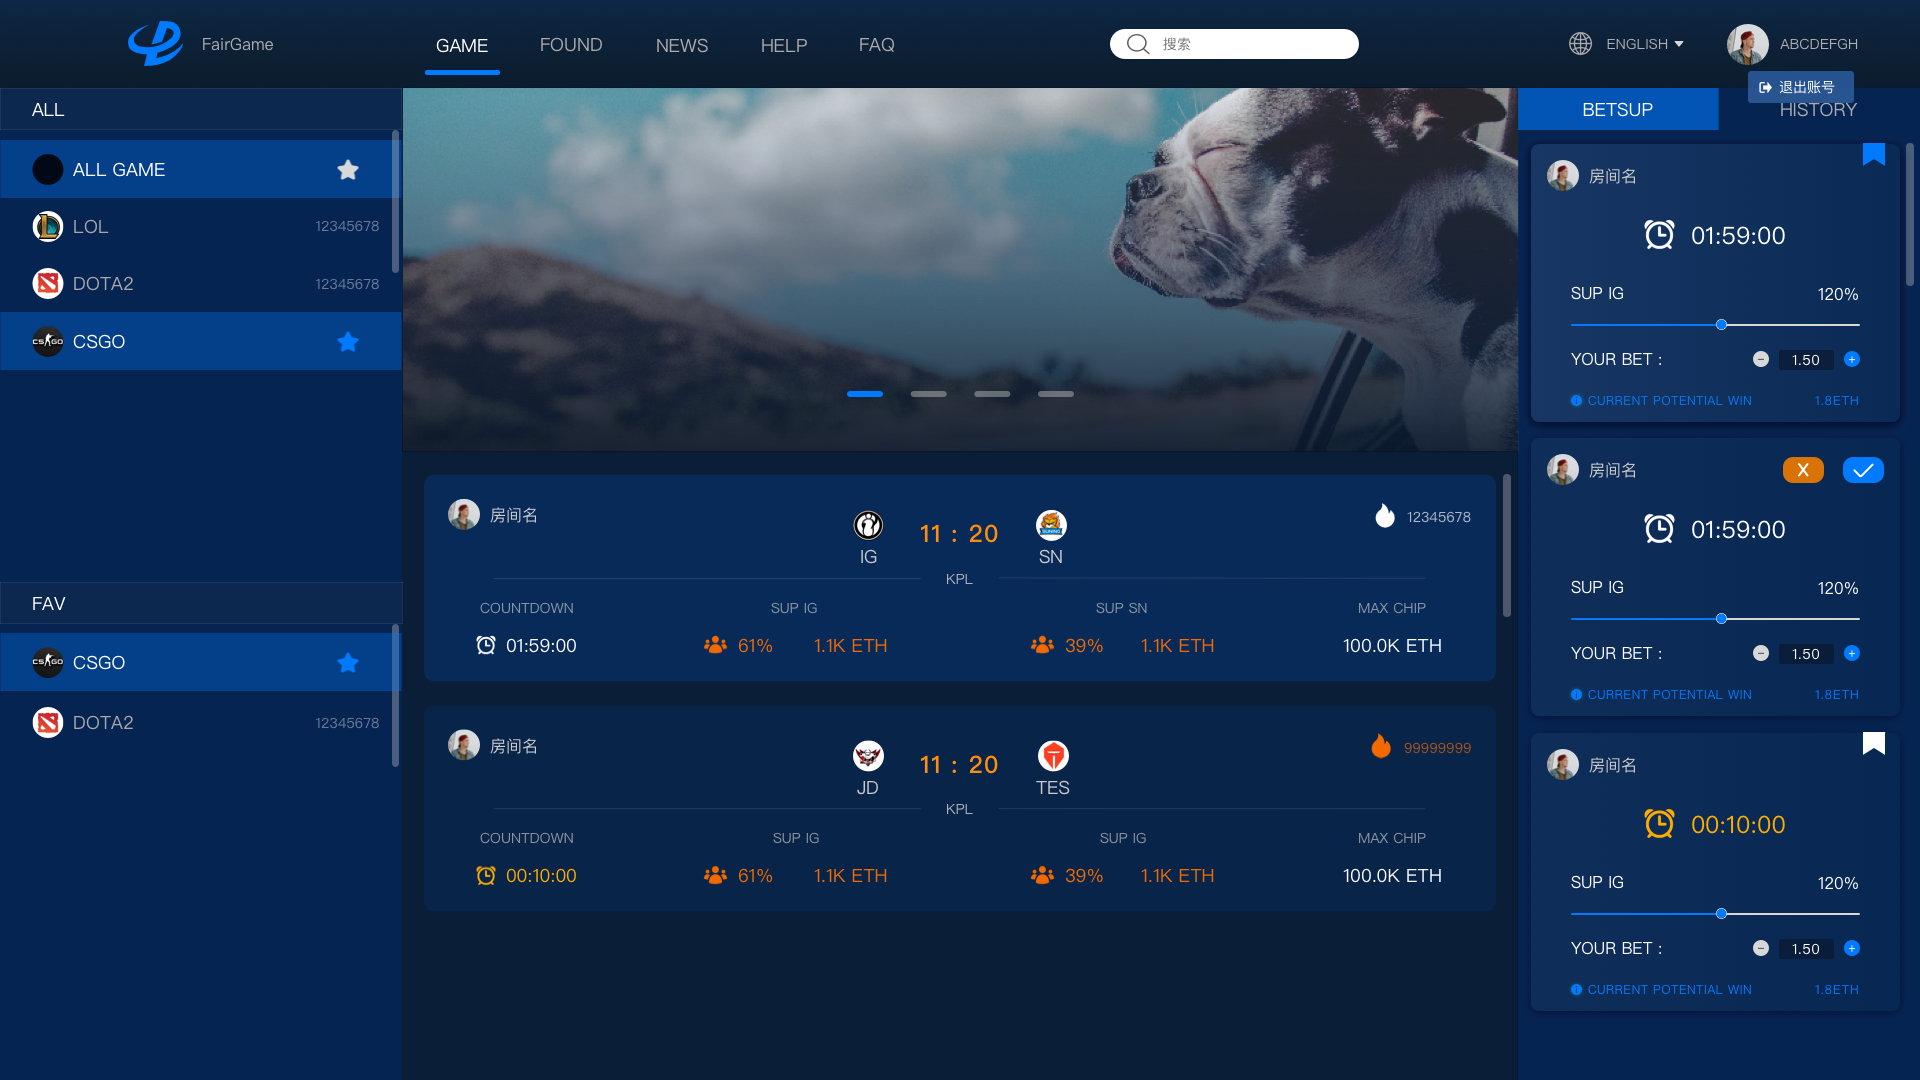 FairGame
GAME
FOUND
NEWS
HELP
FAQ
搜索
ENGLISH
ABCDEFGH
退出账号
ALL
ALL GAME
LOL
12345678
DOTA2
12345678
CSGO
CSGO
FAV
CSGO
CSGO
DOTA2
12345678
房间名
IG
11 : 20
SN
12345678
KPL
COUNTDOWN
SUP IG
SUP SN
MAX CHIP
01:59:00
61%
1.1K ETH
39%
1.1K ETH
100.0K ETH
房间名
JD
11 : 20
TES
99999999
KPL
COUNTDOWN
SUP IG
SUP IG
MAX CHIP
00:10:00
61%
1.1K ETH
39%
1.1K ETH
100.0K ETH
BETSUP
HISTORY
房间名
01:59:00
SUP IG
120%
YOUR BET :
− 1.50 +
CURRENT POTENTIAL WIN
1.8ETH
房间名
X
01:59:00
SUP IG
120%
YOUR BET :
− 1.50 +
CURRENT POTENTIAL WIN
1.8ETH
房间名
00:10:00
SUP IG
120%
YOUR BET :
− 1.50 +
CURRENT POTENTIAL WIN
1.8ETH